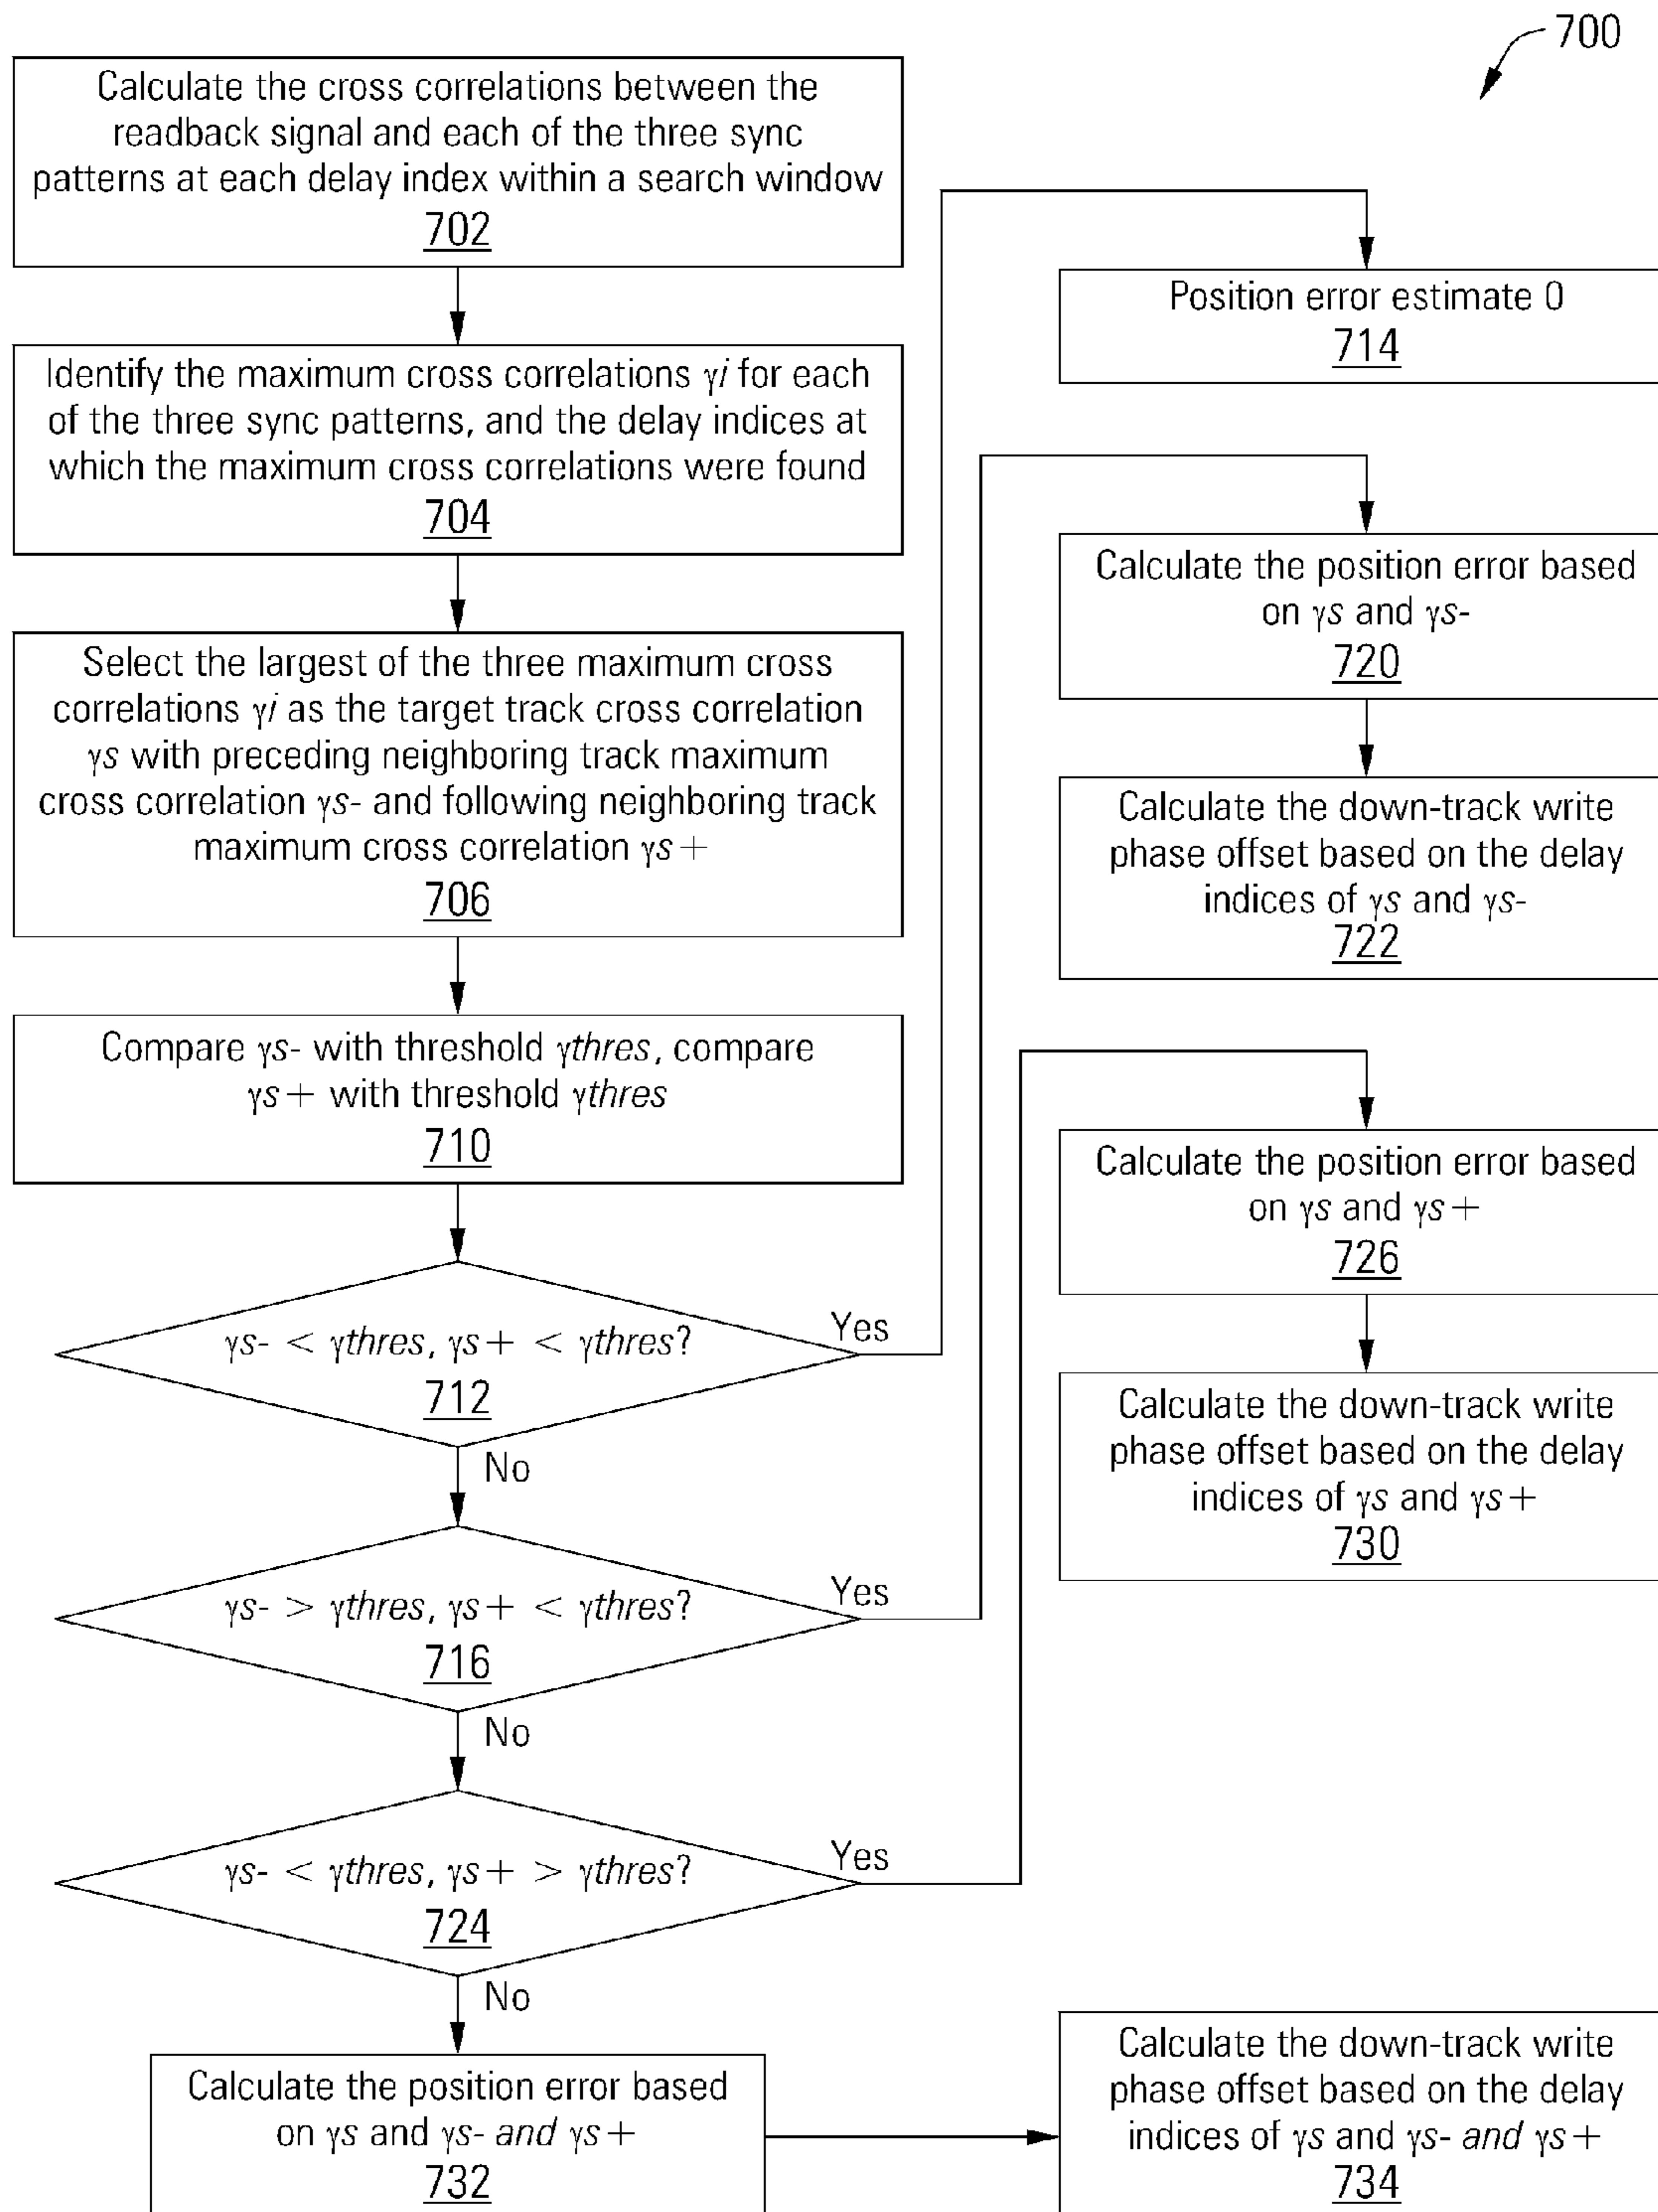 700
Calculate the cross correlations between the
readback signal and each of the three sync
patterns at each delay index within a search window
702
Identify the maximum cross correlations γi for each
of the three sync patterns, and the delay indices at
which the maximum cross correlations were found
704
Select the largest of the three maximum cross
correlations γi as the target track cross correlation
γs with preceding neighboring track maximum
cross correlation γs- and following neighboring track
maximum cross correlation γs+
706
Compare γs- with threshold γthres, compare
γs+ with threshold γthres
710
γs- < γthres, γs+ < γthres?
712
Yes
No
γs- > γthres, γs+ < γthres?
716
Yes
No
γs- < γthres, γs+ > γthres?
724
Yes
No
Calculate the position error based
on γs and γs- and γs+
732
Position error estimate 0
714
Calculate the position error based
on γs and γs-
720
Calculate the down-track write
phase offset based on the delay
indices of γs and γs-
722
Calculate the position error based
on γs and γs+
726
Calculate the down-track write
phase offset based on the delay
indices of γs and γs+
730
Calculate the down-track write
phase offset based on the delay
indices of γs and γs- and γs+
734